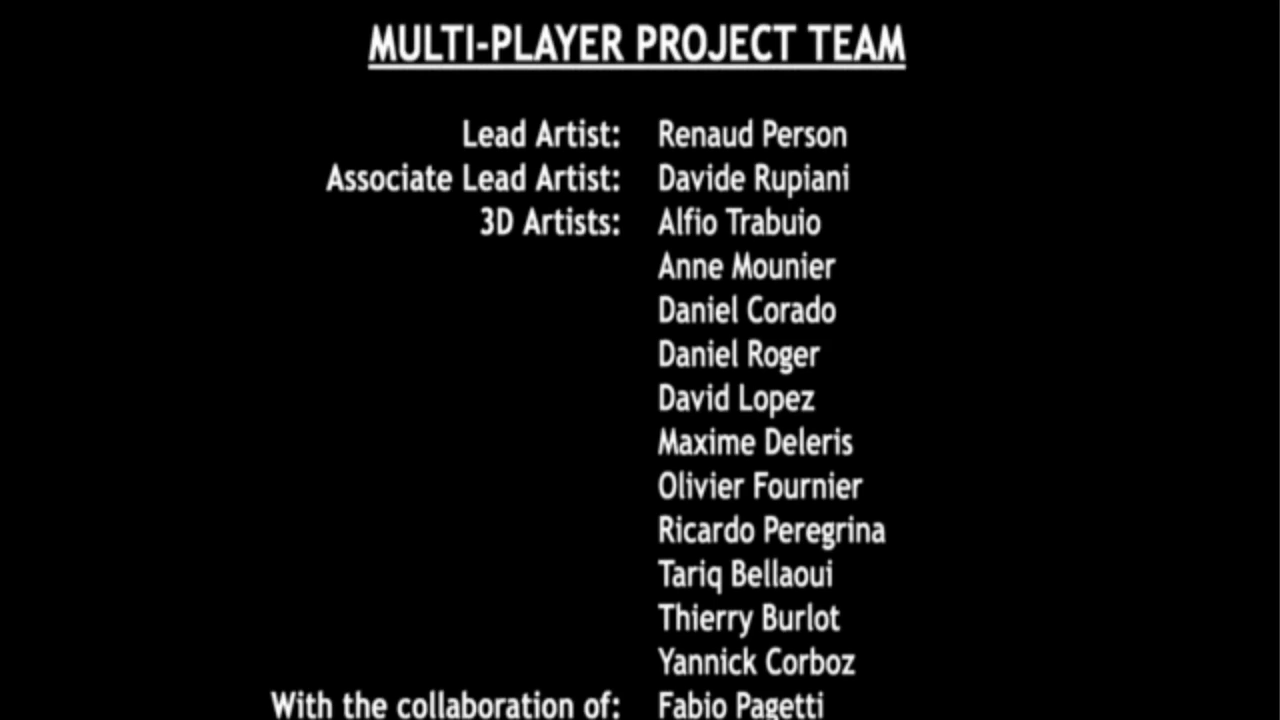 MULTI-PLAYER PROJECT TEAM
Lead Artist: Renaud Person
Associate Lead Artist: Davide Rupiani
3D Artists: Alfio Trabuio
Anne Mounier
Daniel Corado
Daniel Roger
David Lopez
Maxime Deleris
Olivier Fournier
Ricardo Peregrina
Tariq Bellaoui
Thierry Burlot
Yannick Corboz
With the collaboration of: Fabio Pagetti